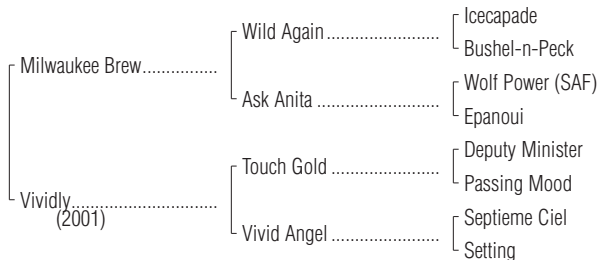 Icecapade
Wild Again
Bushel-n-Peck
Milwaukee Brew
Wolf Power (SAF)
Ask Anita
Epanoui
Deputy Minister
Touch Gold
Passing Mood
Vividly
(2001)
Septieme Ciel
Vivid Angel
Setting